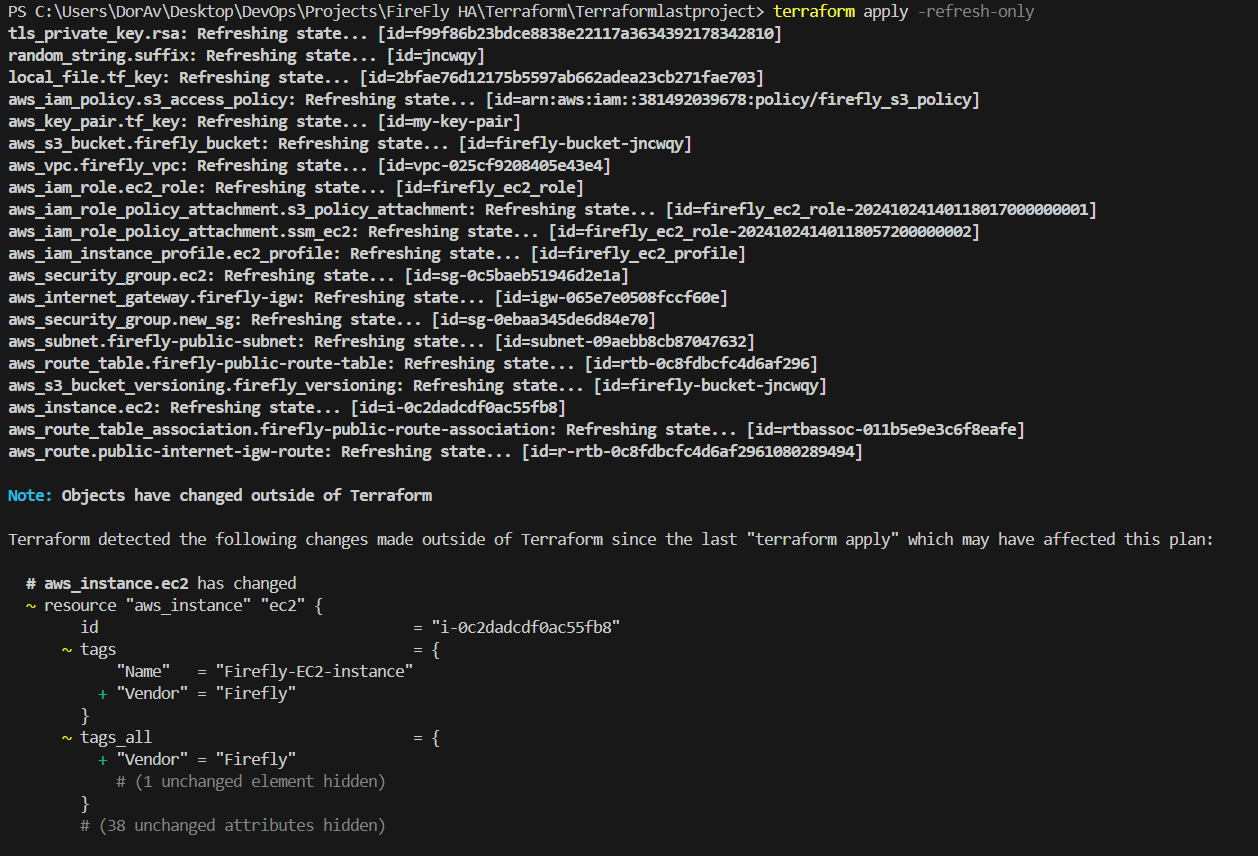 PS C:\Users\DorAv\Desktop\DevOps\Projects\FireFly HA\Terraform\Terraformlastproject> terraform apply -refresh-only
tls_private_key.rsa: Refreshing state... [id=f99f86b23bdce8838e22117a3634392178342810]
random_string.suffix: Refreshing state... [id=jncwqy]
local_file.tf_key: Refreshing state... [id=2bfae76d12175b5597ab662adea23cb271fae703]
aws_iam_policy.s3_access_policy: Refreshing state... [id=arn:aws:iam::381492039678:policy/firefly_s3_policy]
aws_key_pair.tf_key: Refreshing state... [id=my-key-pair]
aws_s3_bucket.firefly_bucket: Refreshing state... [id=firefly-bucket-jncwqy]
aws_vpc.firefly_vpc: Refreshing state... [id=vpc-025cf9208405e43e4]
aws_iam_role.ec2_role: Refreshing state... [id=firefly_ec2_role]
aws_iam_role_policy_attachment.s3_policy_attachment: Refreshing state... [id=firefly_ec2_role-20241024140118017000000001]
aws_iam_role_policy_attachment.ssm_ec2: Refreshing state... [id=firefly_ec2_role-20241024140118057200000002]
aws_iam_instance_profile.ec2_profile: Refreshing state... [id=firefly_ec2_profile]
aws_security_group.ec2: Refreshing state... [id=sg-0c5baeb51946d2e1a]
aws_internet_gateway.firefly-igw: Refreshing state... [id=igw-065e7e0508fccf60e]
aws_security_group.new_sg: Refreshing state... [id=sg-0ebaa345de6d84e70]
aws_subnet.firefly-public-subnet: Refreshing state... [id=subnet-09aebb8cb87047632]
aws_route_table.firefly-public-route-table: Refreshing state... [id=rtb-0c8fdbcfc4d6af296]
aws_s3_bucket_versioning.firefly_versioning: Refreshing state... [id=firefly-bucket-jncwqy]
aws_instance.ec2: Refreshing state... [id=i-0c2dadcdf0ac55fb8]
aws_route_table_association.firefly-public-route-association: Refreshing state... [id=rtbassoc-011b5e9e3c6f8eafe]
aws_route.public-internet-igw-route: Refreshing state... [id=r-rtb-0c8fdbcfc4d6af2961080289494]
Note: Objects have changed outside of Terraform
Terraform detected the following changes made outside of Terraform since the last "terraform apply" which may have affected this plan:
# aws_instance.ec2 has changed
~ resource "aws_instance" "ec2" {
id = "i-0c2dadcdf0ac55fb8"
~ tags = {
"Name" = "Firefly-EC2-instance"
+ "Vendor" = "Firefly"
}
~ tags_all = {
+ "Vendor" = "Firefly"
# (1 unchanged element hidden)
}
# (38 unchanged attributes hidden)